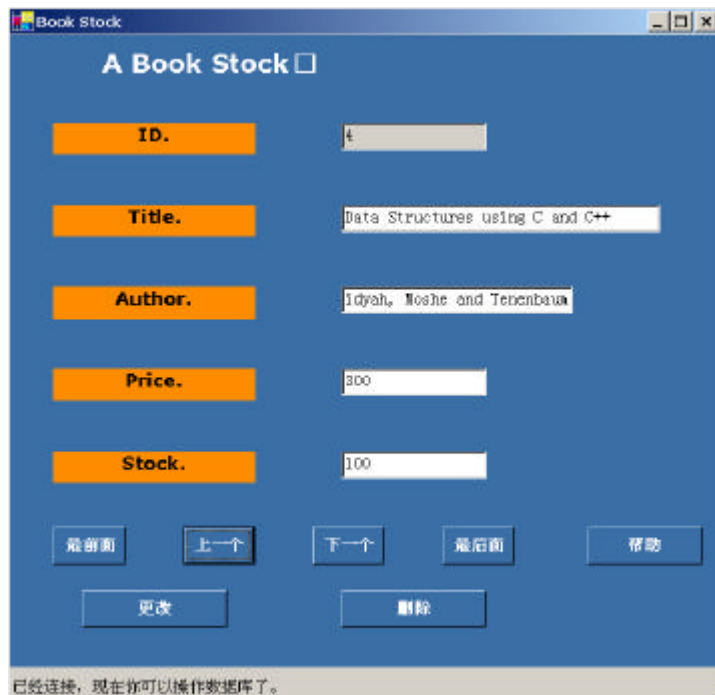 Book Stock
A Book Stock
ID.
4
Title.
Data Structures using C and C++
Author.
Moshe and Tenenbaum
Price.
300
Stock.
100
最前面
上一个
下一个
最后面
帮助
更改
删除
已经连接，现在你可以操作数据库了。